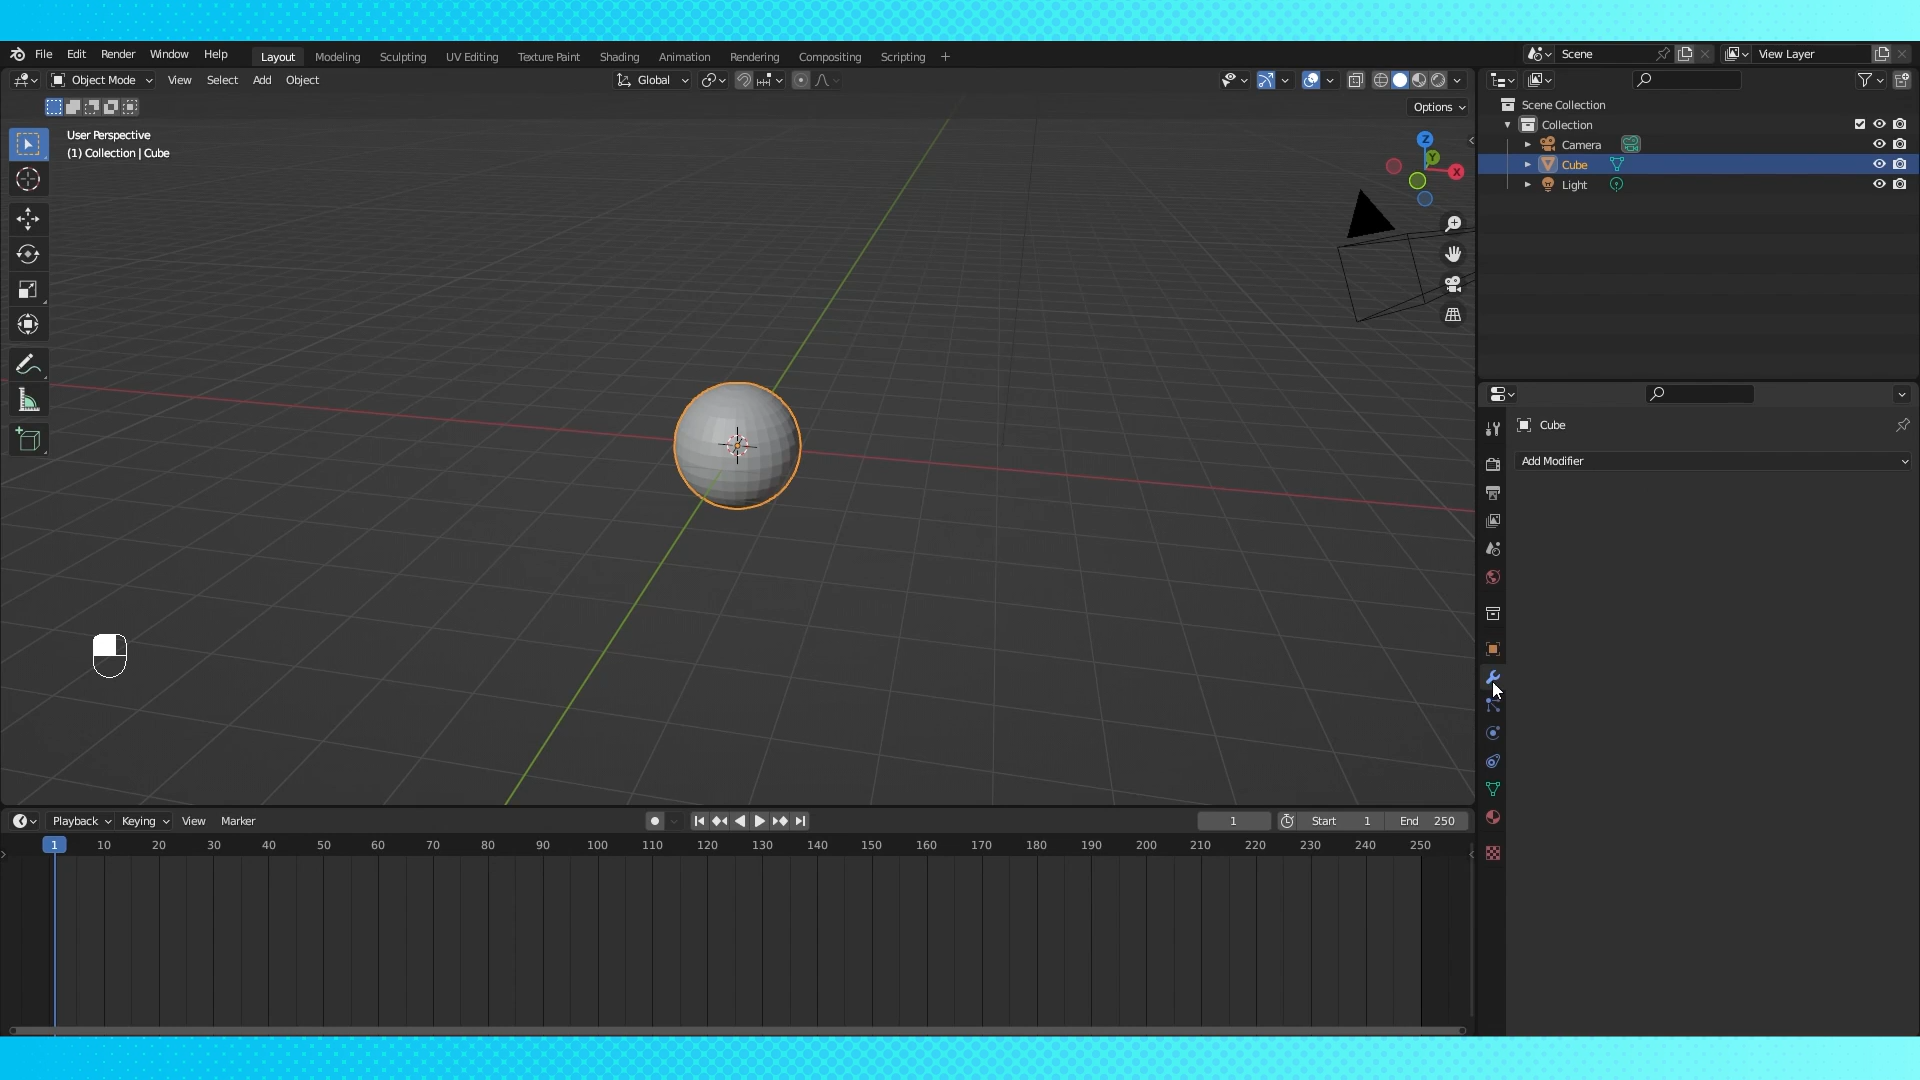 File Edit Render Window Help Layout Modeling Sculpting UV Editing Texture Paint Shading Animation Rendering Compositing Scripting + Scene View Layer
Object Mode View Select Add Object Global
Options
User Perspective
(1) Collection | Cube
Z
Y
X
Scene Collection
Collection
Camera
Cube
Light
Cube
Add Modifier
Playback Keying View Marker 1 Start 1 End 250
1 10 20 30 40 50 60 70 80 90 100 110 120 130 140 150 160 170 180 190 200 210 220 230 240 250